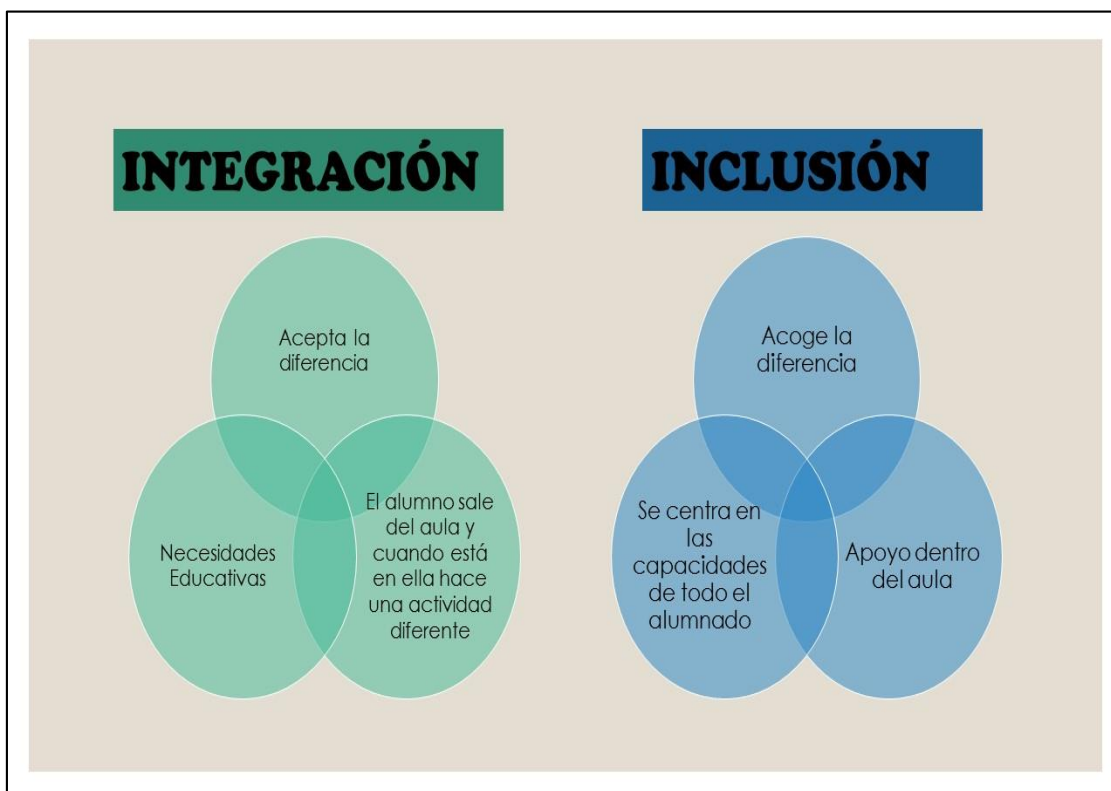 INTEGRACIÓN
Acepta la
diferencia
Necesidades
Educativas
El alumno sale
del aula y
cuando está
en ella hace
una actividad
diferente
INCLUSIÓN
Acoge la
diferencia
Se centra en
las
capacidades
de todo el
alumnado
Apoyo dentro
del aula